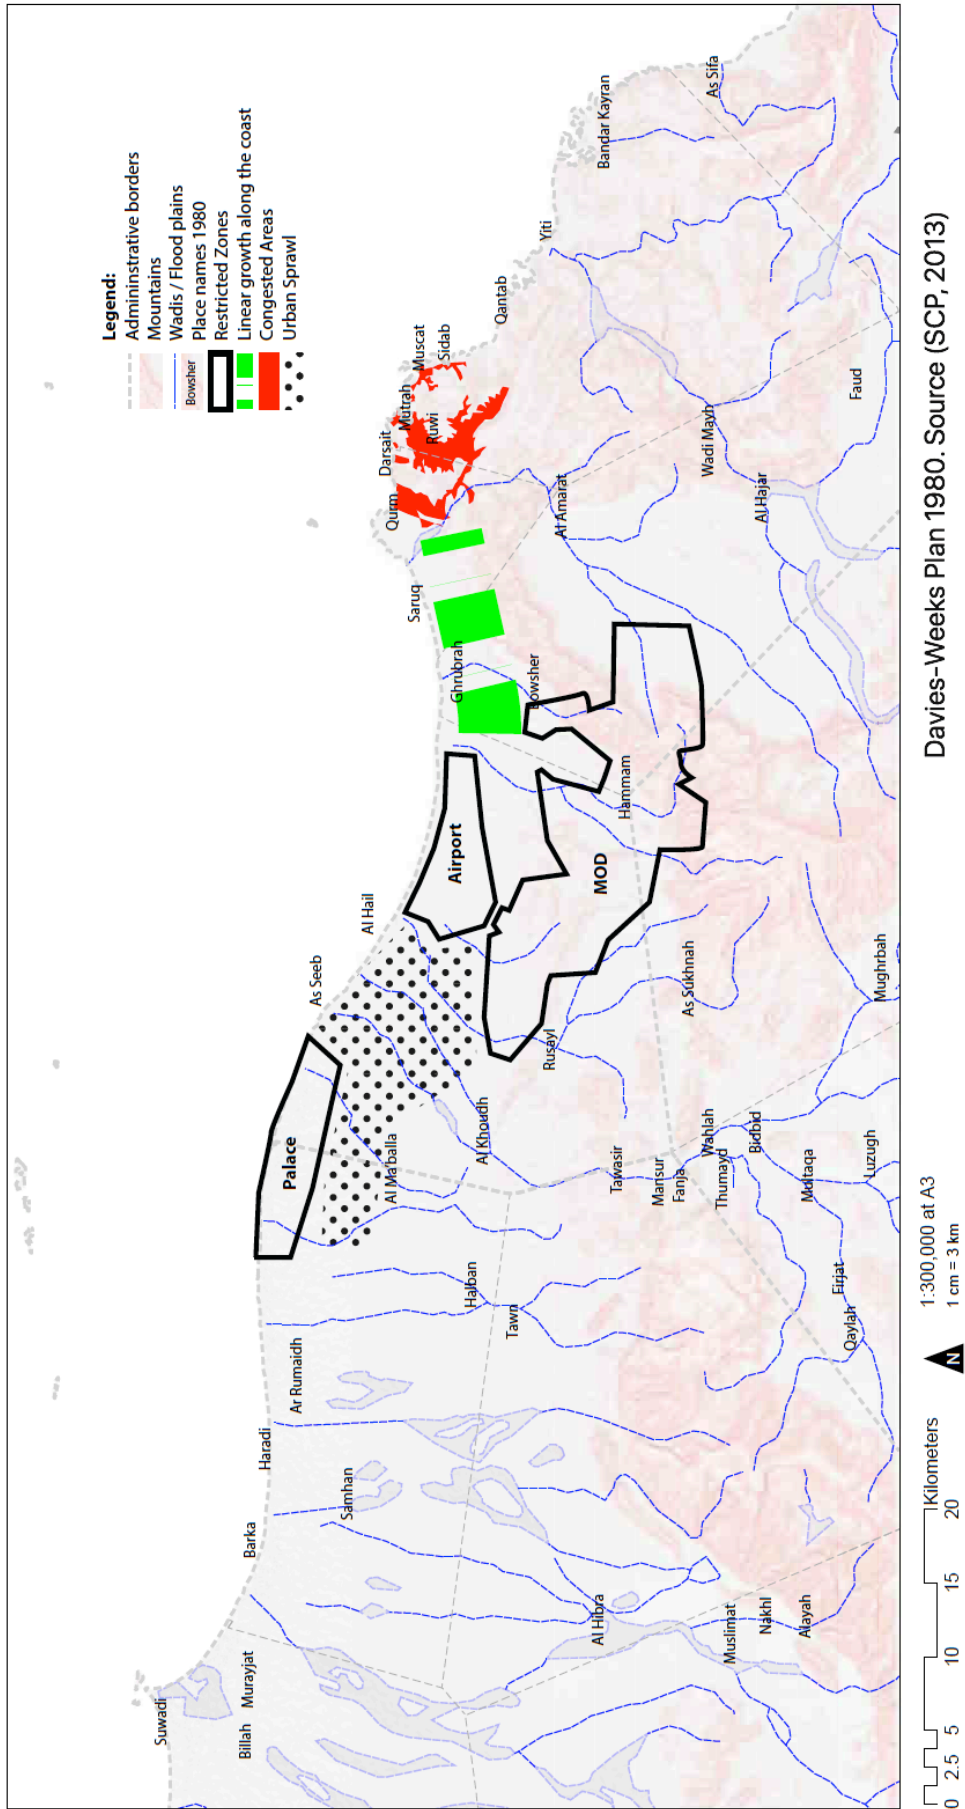 Legend:
Admininstrative borders
Mountains
Wadis / Flood plains
Bowsher
Place names 1980
Restricted Zones
Linear growth along the coast
Congested Areas
Urban Sprawl
Suwadi
Billah
Murayjat
Barka
Samhan
Haradi
Ar Rumaidh
Palace
As Seeb
Al Hail
Al Ma'balla
Airport
Ghrubrah
Saruq
Qurm
Darsait
Mutrah
Ruwi
Muscat
Sidab
Qantab
Yiti
Bandar Kayran
As Sifa
Halban
Tawn
Al Khoudh
Rusayl
MOD
Hammam
Bowsher
Al Amarat
Wadi Mayh
Al Hajar
Faud
Al Hibra
Muslimat
Nakhl
Alayah
Tawasir
Mansur
Fanja
Wahlah
Thumayd
Bidbid
As Sukhnah
Mughrbah
Multaqa
Luzugh
Firjat
Qaylah
0 2.5 5 10 15 20
Kilometers
N
1:300,000 at A3
1 cm = 3 km
Davies-Weeks Plan 1980. Source (SCP, 2013)